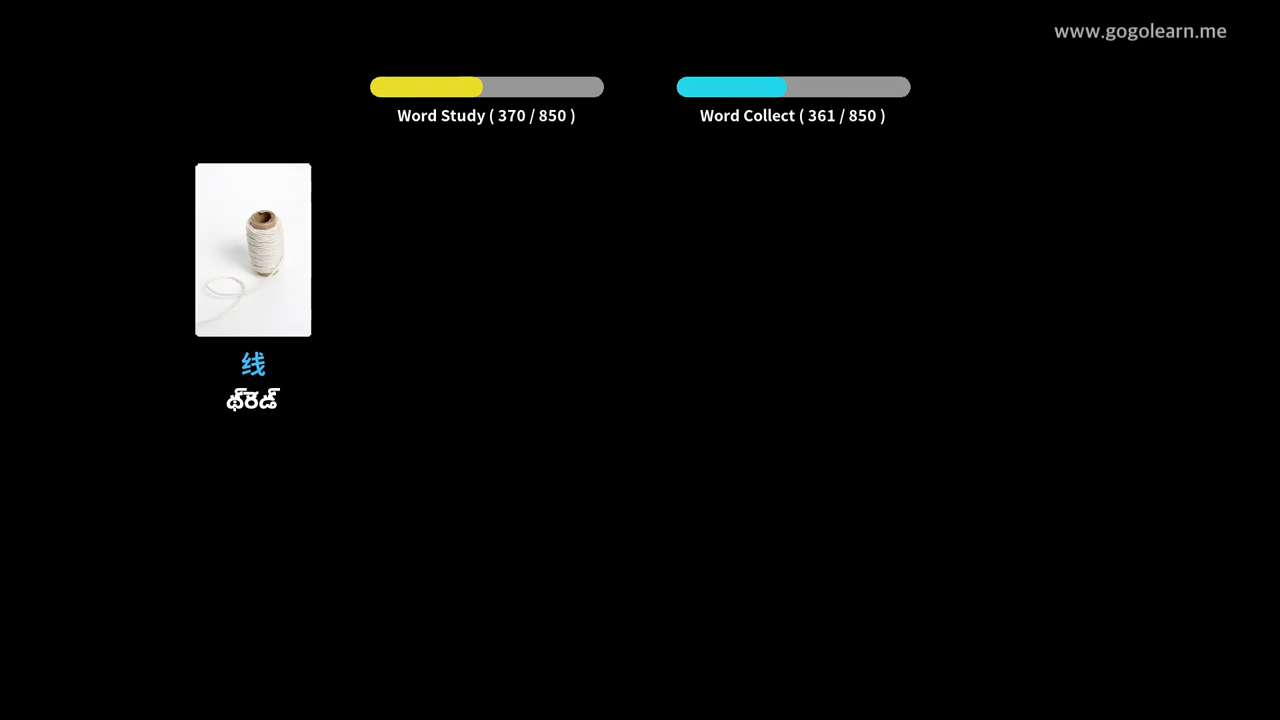 www.gogolearn.me
Word Study ( 370 / 850 )
Word Collect ( 361 / 850 )
线
థ్రెడ్